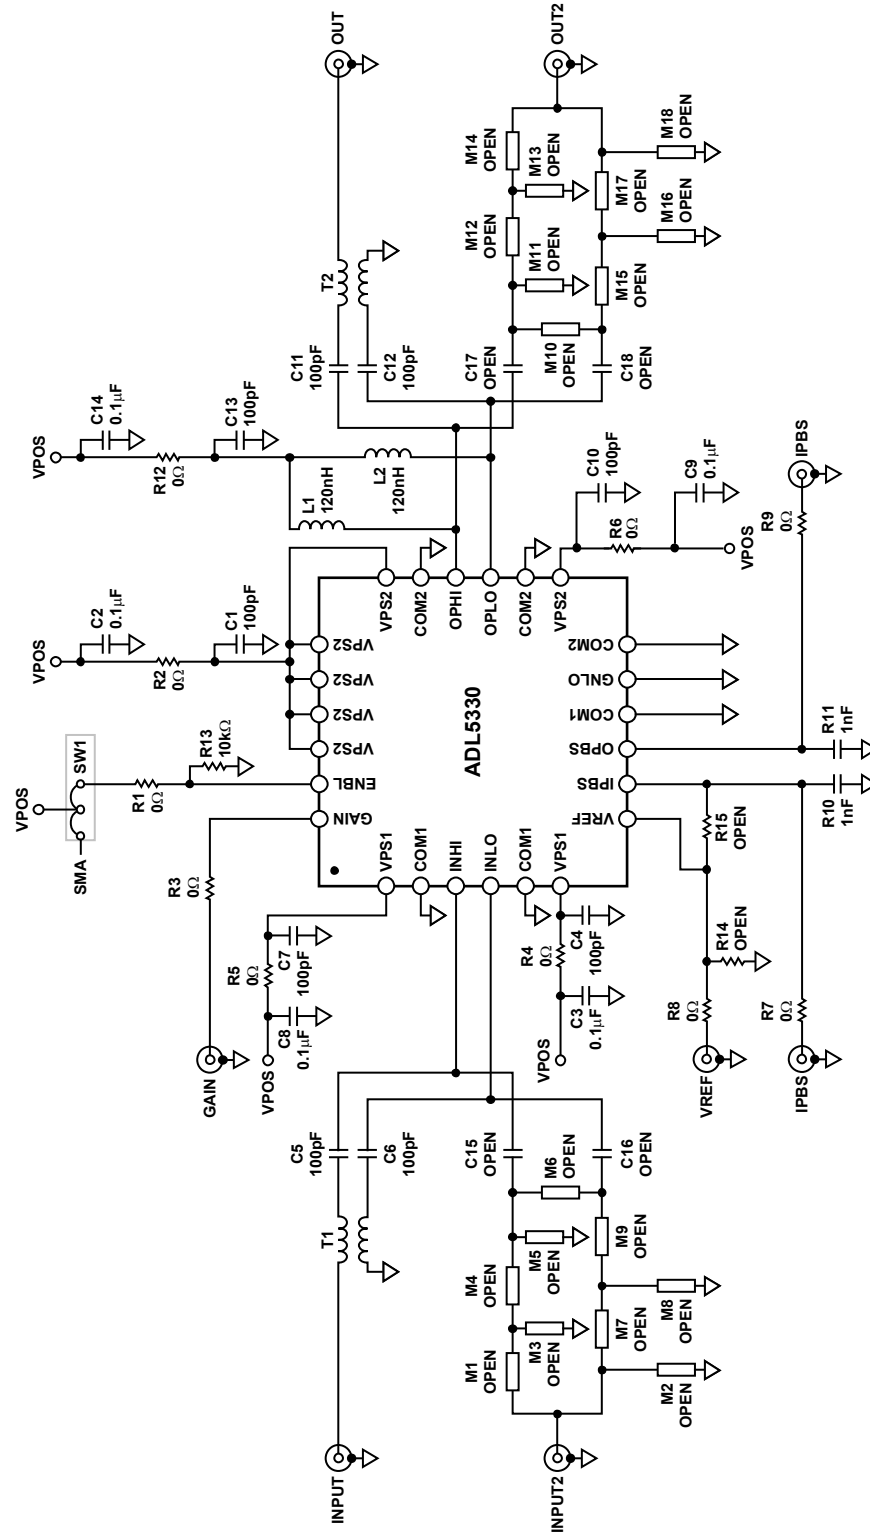 VPOS
C14
0.1μF
R12
0Ω
C13
100pF
L1
120nH
L2
120nH
C11
100pF
C12
100pF
T2
OUT
C17
OPEN
M10
OPEN
C18
OPEN
M11
OPEN
M12
OPEN
M13
OPEN
M14
OPEN
M15
OPEN
M16
OPEN
M17
OPEN
M18
OPEN
OUT2
VPOS
C2
0.1μF
R2
0Ω
C1
100pF
VPS2
COM2
OPHI
OPLO
COM2
VPS2
C10
100pF
R6
0Ω
C9
0.1μF
VPOS
VPS2
VPS2
VPS2
VPS2
ENBL
GAIN
ADL5330
COM2
GNLO
COM1
OPBS
IPBS
VREF
R9
0Ω
IPBS
R11
1nF
R10
1nF
VPOS
SW1
SMA
R1
0Ω
R13
10kΩ
R3
0Ω
GAIN
VPS1
COM1
INHI
INLO
COM1
VPS1
R5
0Ω
C7
100pF
C8
0.1μF
VPOS
R4
0Ω
C4
100pF
C3
0.1μF
VPOS
R15
OPEN
R14
OPEN
R8
0Ω
VREF
R7
0Ω
IPBS
C5
100pF
C6
100pF
T1
INPUT
C15
OPEN
M6
OPEN
C16
OPEN
M4
OPEN
M5
OPEN
M9
OPEN
M1
OPEN
M3
OPEN
M7
OPEN
M8
OPEN
M2
OPEN
INPUT2